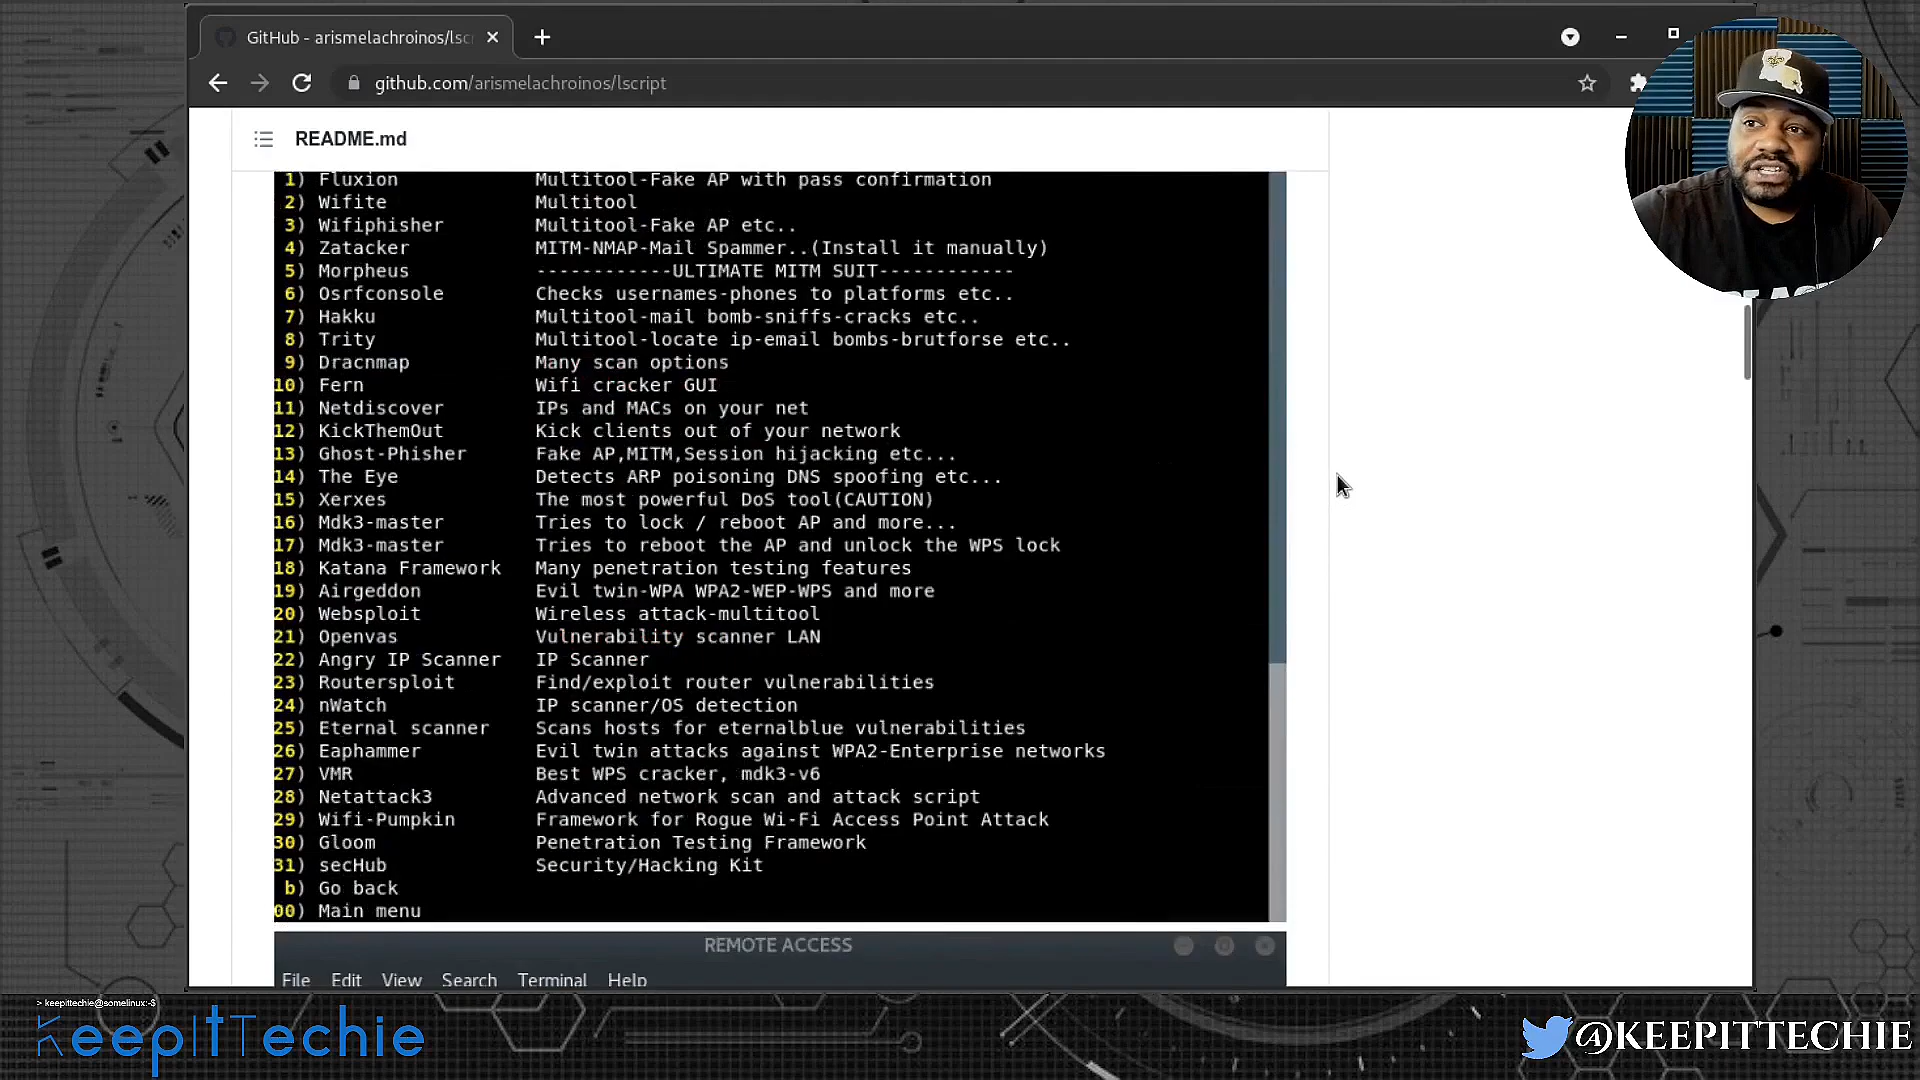 GitHub - arismelachroinos/lsc
github.com/arismelachroinos/lscript
README.md
1) Fluxion Multitool-Fake AP with pass confirmation
2) Wifite Multitool
3) Wifiphisher Multitool-Fake AP etc..
4) Zatacker MITM-NMAP-Mail Spammer..(Install it manually)
5) Morpheus ------------ULTIMATE MITM SUIT------------
6) Osrfconsole Checks usernames-phones to platforms etc..
7) Hakku Multitool-mail bomb-sniffs-cracks etc..
8) Trity Multitool-locate ip-email bombs-brutforse etc..
9) Dracnmap Many scan options
10) Fern Wifi cracker GUI
11) Netdiscover IPs and MACs on your net
12) KickThemOut Kick clients out of your network
13) Ghost-Phisher Fake AP,MITM,Session hijacking etc...
14) The Eye Detects ARP poisoning DNS spoofing etc...
15) Xerxes The most powerful DoS tool(CAUTION)
16) Mdk3-master Tries to lock / reboot AP and more...
17) Mdk3-master Tries to reboot the AP and unlock the WPS lock
18) Katana Framework Many penetration testing features
19) Airgeddon Evil twin-WPA WPA2-WEP-WPS and more
20) Websploit Wireless attack-multitool
21) Openvas Vulnerability scanner LAN
22) Angry IP Scanner IP Scanner
23) Routersploit Find/exploit router vulnerabilities
24) nWatch IP scanner/OS detection
25) Eternal scanner Scans hosts for eternalblue vulnerabilities
26) Eaphammer Evil twin attacks against WPA2-Enterprise networks
27) VMR Best WPS cracker, mdk3-v6
28) Netattack3 Advanced network scan and attack script
29) Wifi-Pumpkin Framework for Rogue Wi-Fi Access Point Attack
30) Gloom Penetration Testing Framework
31) secHub Security/Hacking Kit
b) Go back
00) Main menu
REMOTE ACCESS
File Edit View Search Terminal Help
> keepittechie@somelinux:~$
KeepItTechie
@KEEPITTECHIE